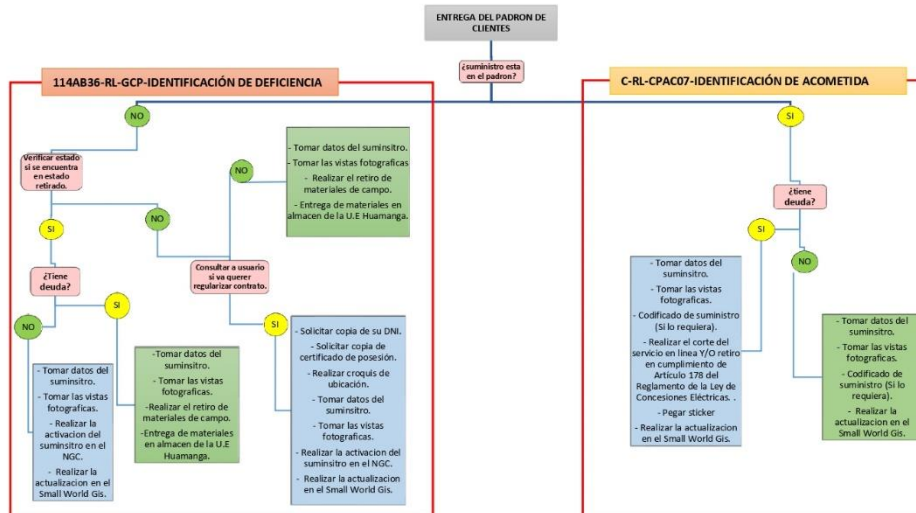 ENTREGA DEL PADRON DE
CLIENTES
¿suministro esta
en el padron?
114AB36-RL-GCP-IDENTIFICACIÓN DE DEFICIENCIA
C-RL-CPAC07-IDENTIFICACIÓN DE ACOMETIDA
NO
SI
Verificar estado
si se encuentra
en estado
retirado.
NO
- Tomar datos del suminsitro.
- Tomar las vistas fotograficas
- Realizar el retiro de
materiales de campo.
- Entrega de materiales en
almacen de la U.E Huamanga.
SI
NO
¿Tiene
deuda?
Consultar a usuario
si va querer
regularizar contrato.
¿tiene
deuda?
SI
NO
NO
SI
SI
- Tomar datos del
suminsitro.
- Tomar las vistas
fotograficas.
- Realizar la
activacion del
suminsitro en el
NGC.
- Realizar la
actualizacion en el
Small World Gis.
-Tomar datos del
suminsitro.
- Tomar las vistas
fotograficas.
-Realizar el retiro de
materiales de campo.
-Entrega de materiales en
almacen de la U.E
Huamanga.
- Solicitar copia de su DNI.
- Solicitar copia de
certificado de posesión.
- Realizar croquis de
ubicación.
- Tomar datos del
suminsitro.
- Tomar las vistas
fotograficas.
- Realizar la activacion del
suminsitro en el NGC.
- Realizar la actualizacion
en el Small World Gis.
- Tomar datos del
suminsitro.
- Tomar las vistas
fotograficas.
- Codificado de suministro
(Si lo requiera).
- Realizar el corte del
servicio en línea Y/O retiro
en cumplimiento de
Artículo 178 del
Reglamento de la Ley de
Concesiones Eléctricas. .
- Pegar sticker
- Realizar la actualizacion
en el Small World Gis.
- Tomar datos del
suminsitro.
- Tomar las vistas
fotograficas.
- Codificado de
suministro (Si lo
requiera).
- Realizar la
actualizacion en el
Small World Gis.